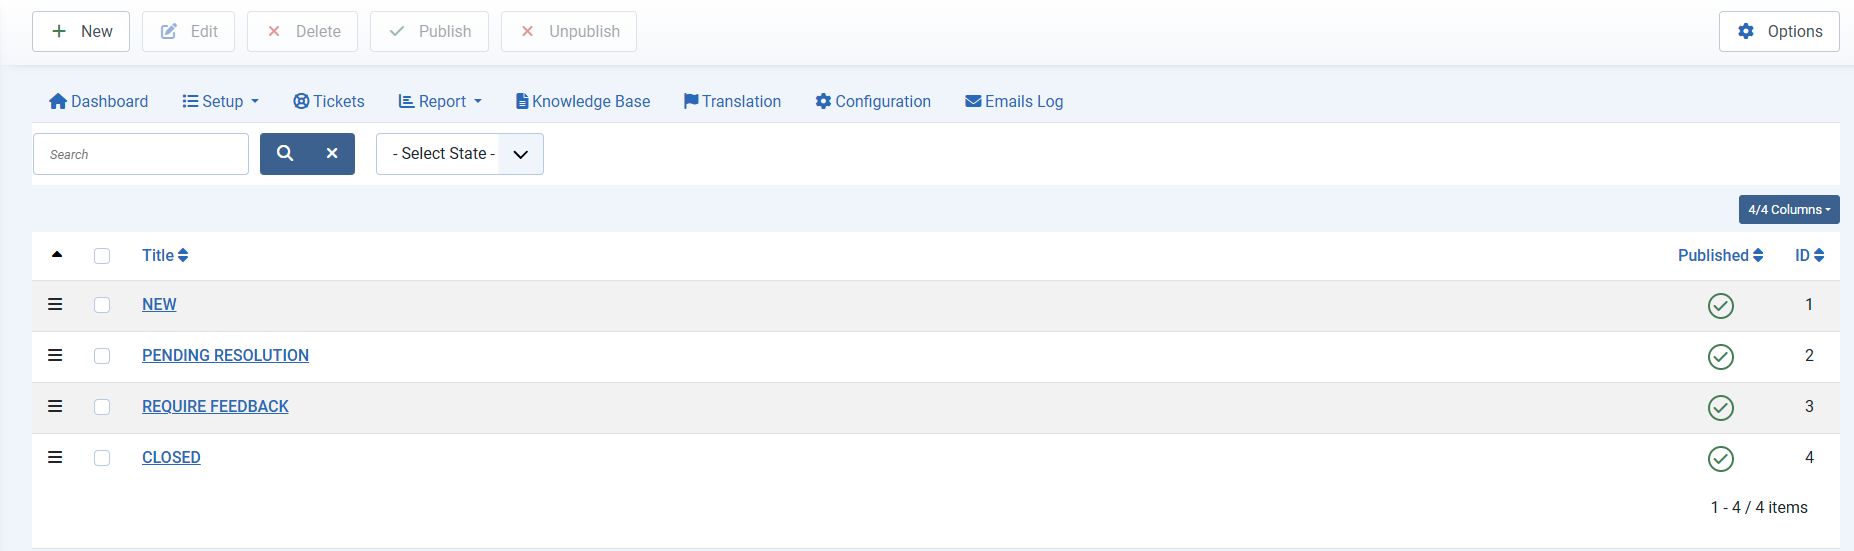 New Edit Delete Publish Unpublish Options
Dashboard Setup Tickets Report Knowledge Base Translation Configuration Emails Log
Search - Select State -
4/4 Columns
Title Published ID
NEW 1
PENDING RESOLUTION 2
REQUIRE FEEDBACK 3
CLOSED 4
1 - 4 / 4 items